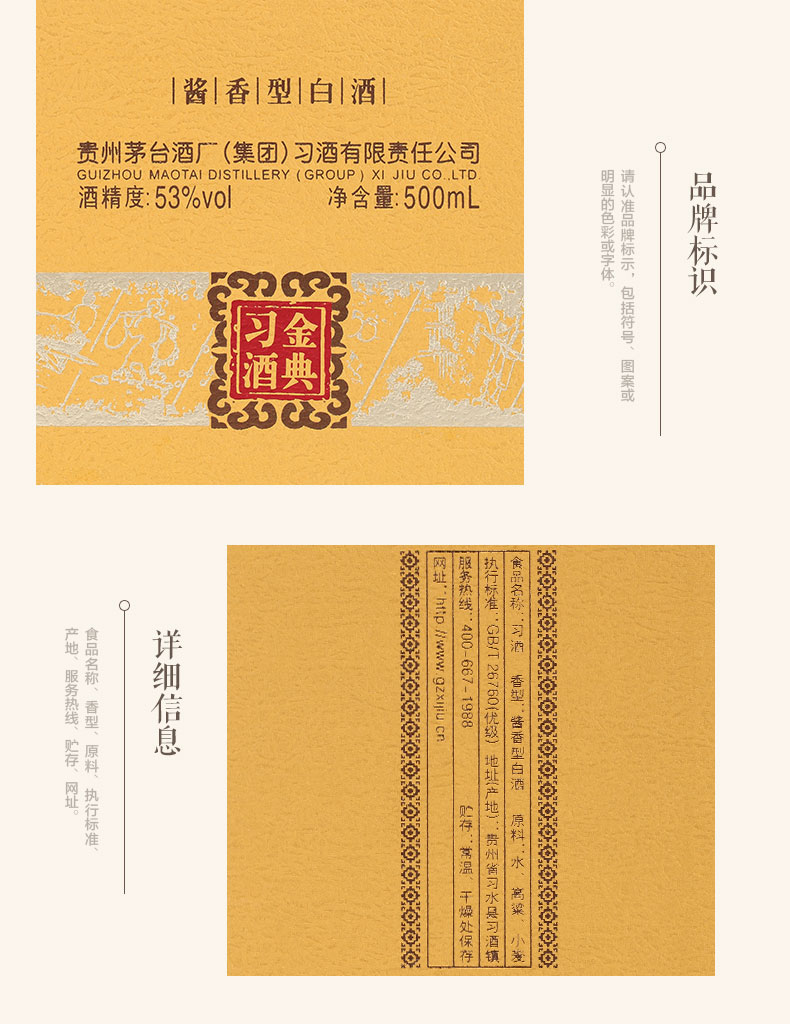 酱香型白酒
贵州茅台酒厂(集团)习酒有限责任公司
GUIZHOU MAOTAI DISTILLERY (GROUP) XI JIU CO.,LTD.
酒精度:53%vol 净含量:500mL
金典
习酒
品牌标识
请认准品牌标示,包括符号、图案或
明显的色彩或字体。
详细信息
食品名称、香型、原料、执行标准、
产地、服务热线、贮存、网址。
食品名称:习酒 香型:酱香型白酒 原料:水、高粱、小麦
执行标准:GB/T 26760(优级) 地址(产地):贵州省习水县习酒镇
服务热线:400-667-1988 贮存:常温、干燥处保存
网址:http://www.gzxijiu.cn